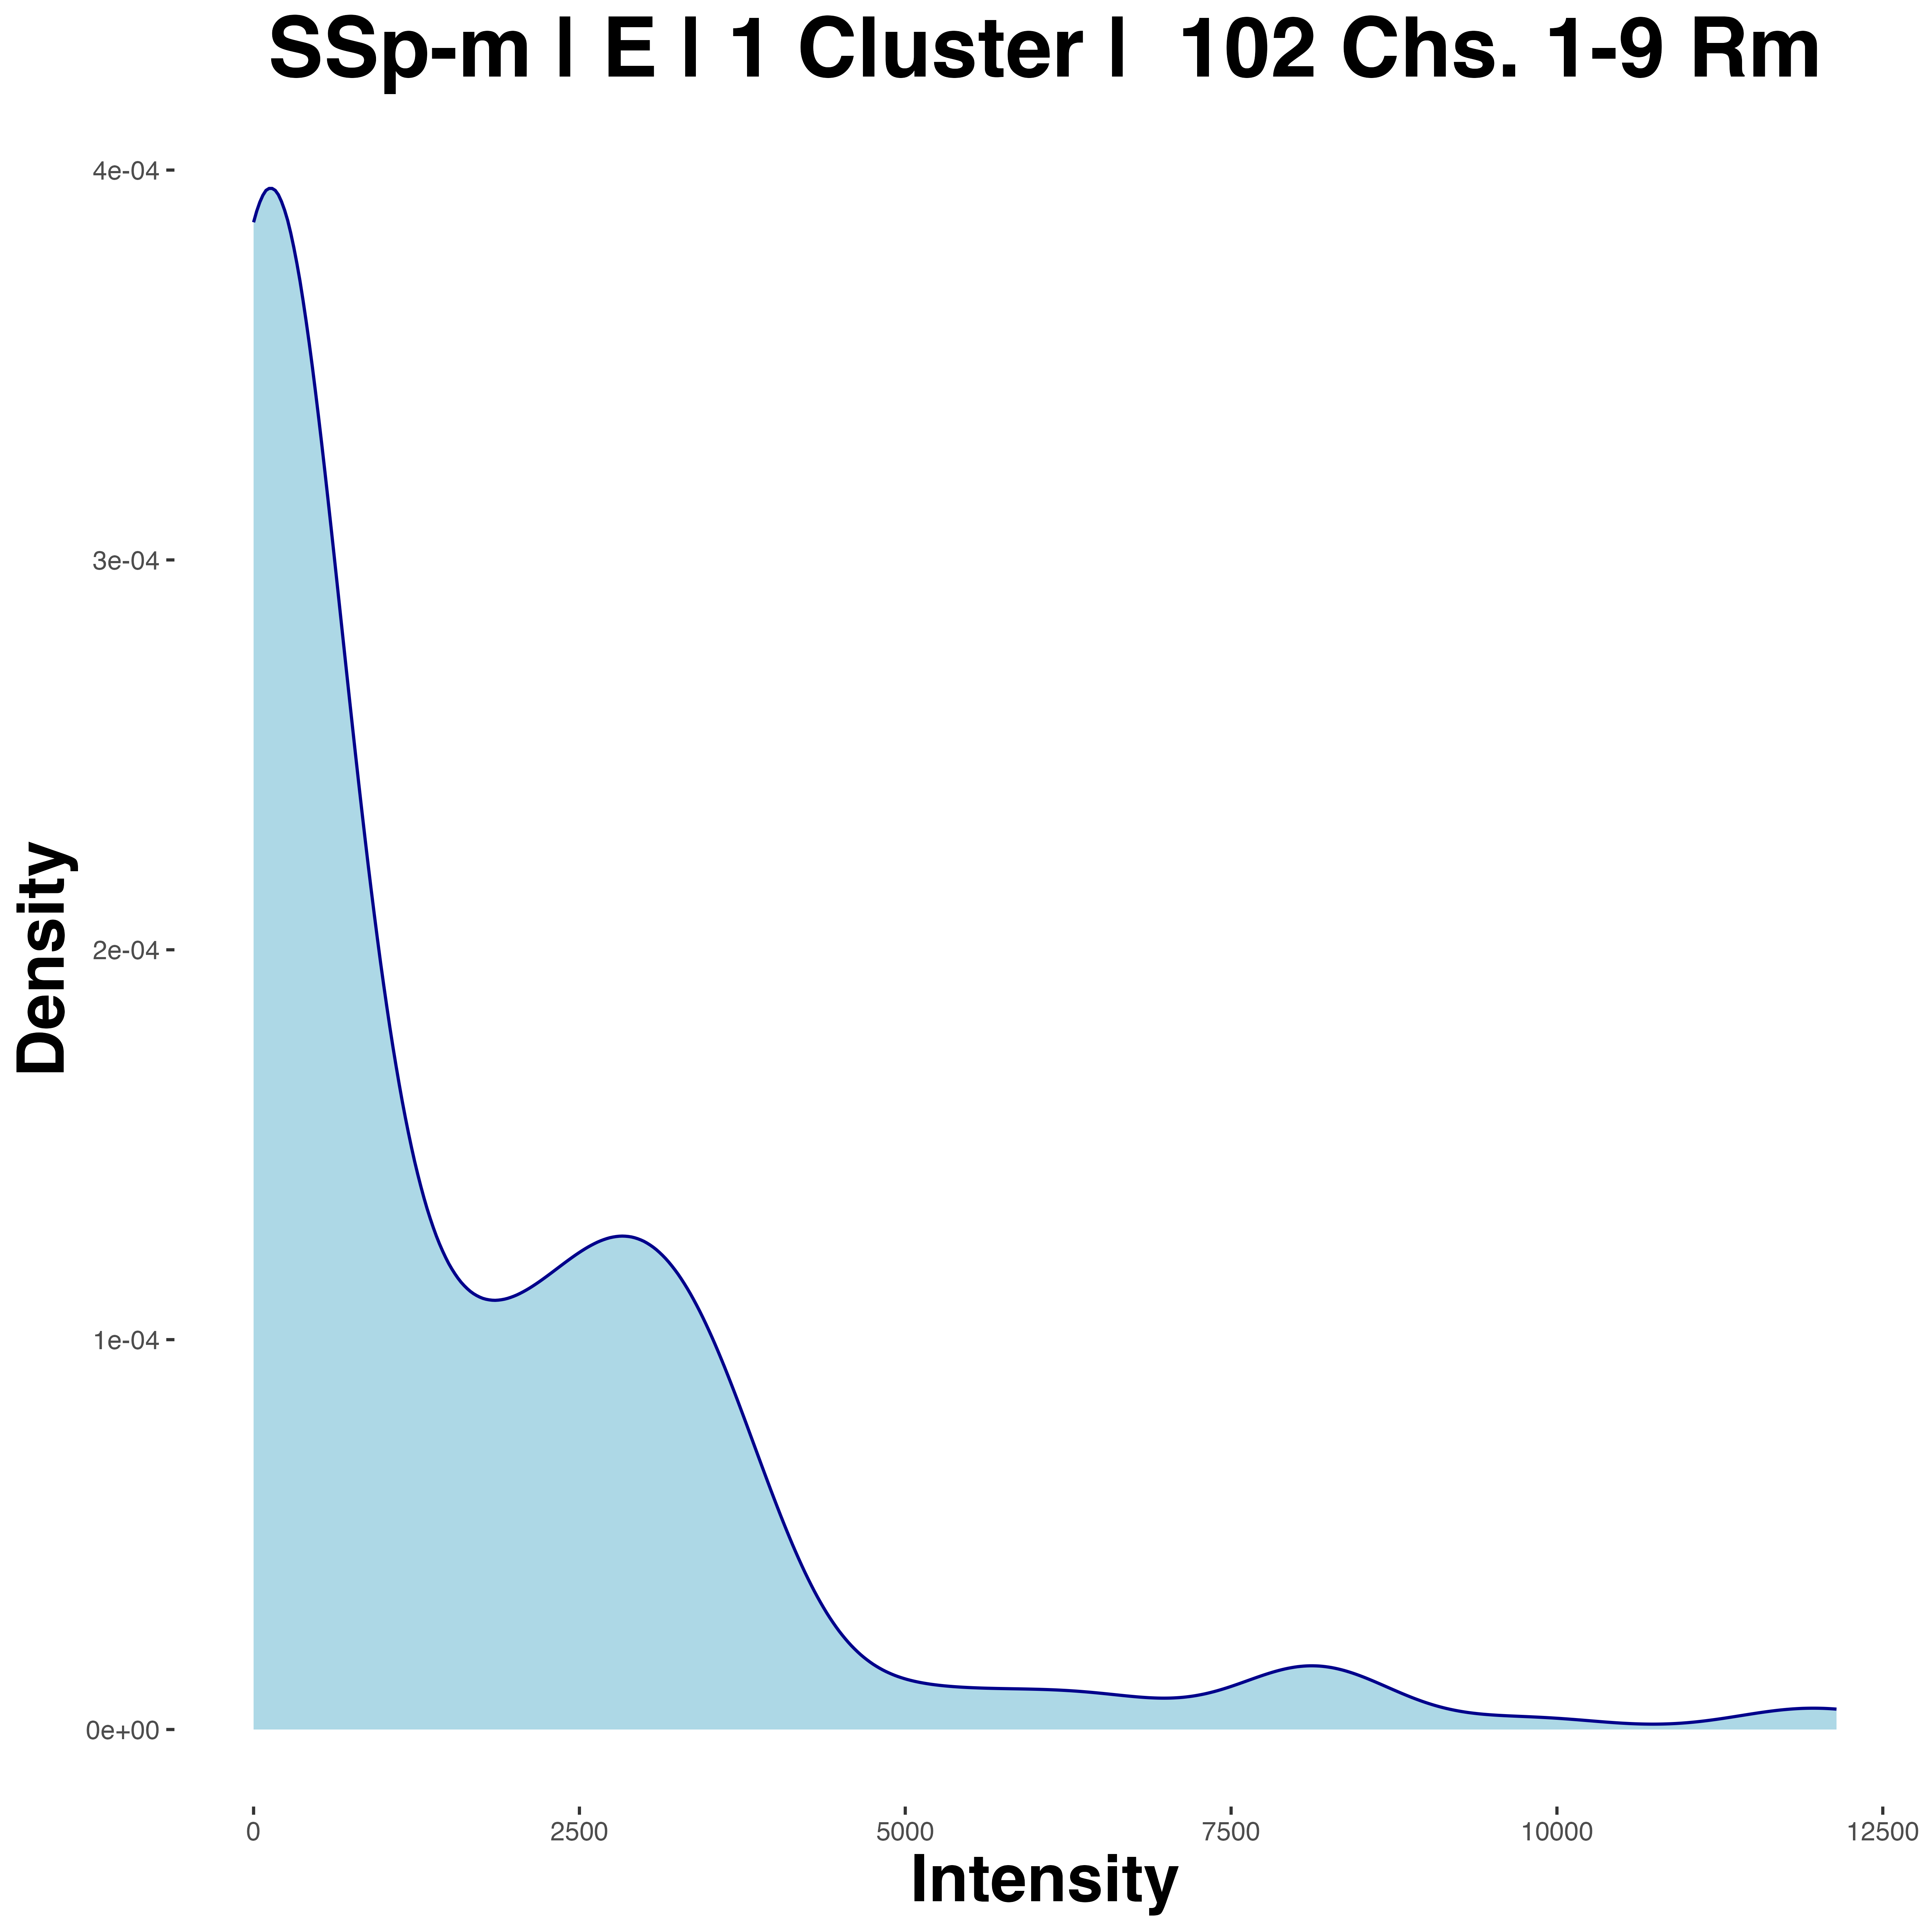 SSp-m | E | 1 Cluster |  102 Chs. 1-9 Rm
4e-04
3e-04
2e-04
1e-04
0e+00
Density
0 2500 5000 7500 10000 12500
Intensity